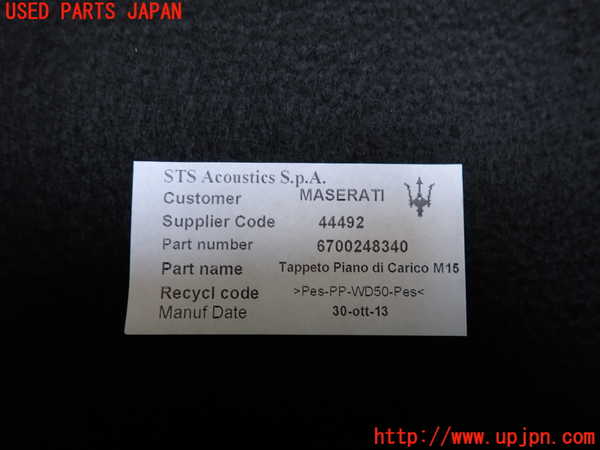 USED PARTS JAPAN
STS Acoustics S.p.A.
Customer MASERATI
Supplier Code 44492
Part number 6700248340
Part name Tappeto Piano di Carico M15
Recycl code >Pes-PP-WD50-Pes<
Manuf Date 30-ott-13
http://www.upjpn.com/